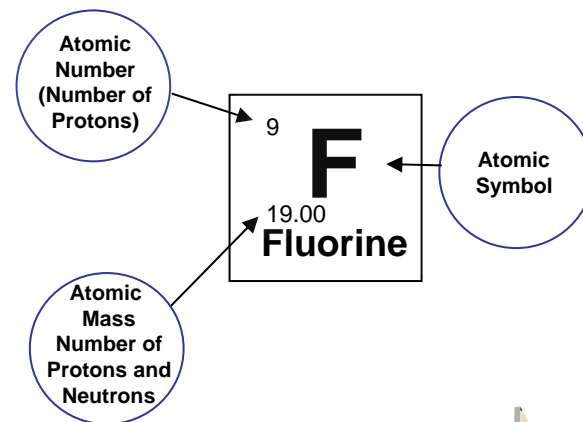 Atomic
Number
(Number of
Protons)
9
F
19.00
Fluorine
Atomic
Symbol
Atomic
Mass
Number of
Protons and
Neutrons